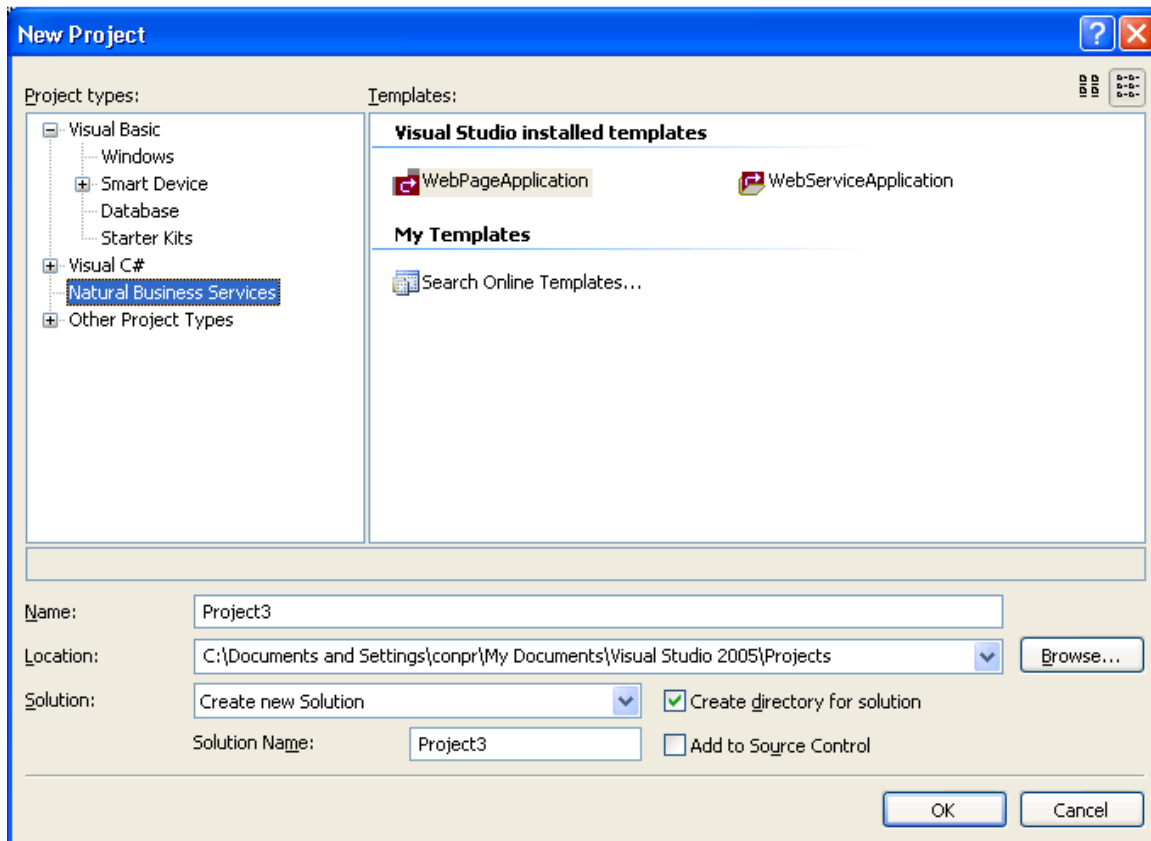 New Project
Project types:
Templates:
Visual Basic
Windows
Smart Device
Database
Starter Kits
Visual C#
Natural Business Services
Other Project Types
Visual Studio installed templates
WebPageApplication
WebServiceApplication
My Templates
Search Online Templates...
Name:
Project3
Location:
C:\Documents and Settings\conpr\My Documents\Visual Studio 2005\Projects
Browse...
Solution:
Create new Solution
Create directory for solution
Solution Name:
Project3
Add to Source Control
OK
Cancel